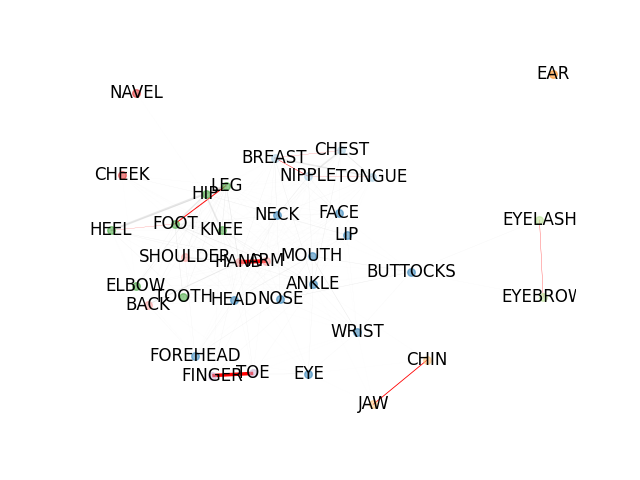 EAR
NAVEL
CHEST
BREAST
CHEEK
NIPPLE
TONGUE
LEG
HIP
NECK
FACE
EYELASH
FOOT
HEEL
KNEE
LIP
SHOULDER
MOUTH
HAND
ARM
BUTTOCKS
ELBOW
ANKLE
TOOTH
HEAD
NOSE
EYEBROW
BACK
WRIST
FOREHEAD
CHIN
FINGER
TOE
EYE
JAW